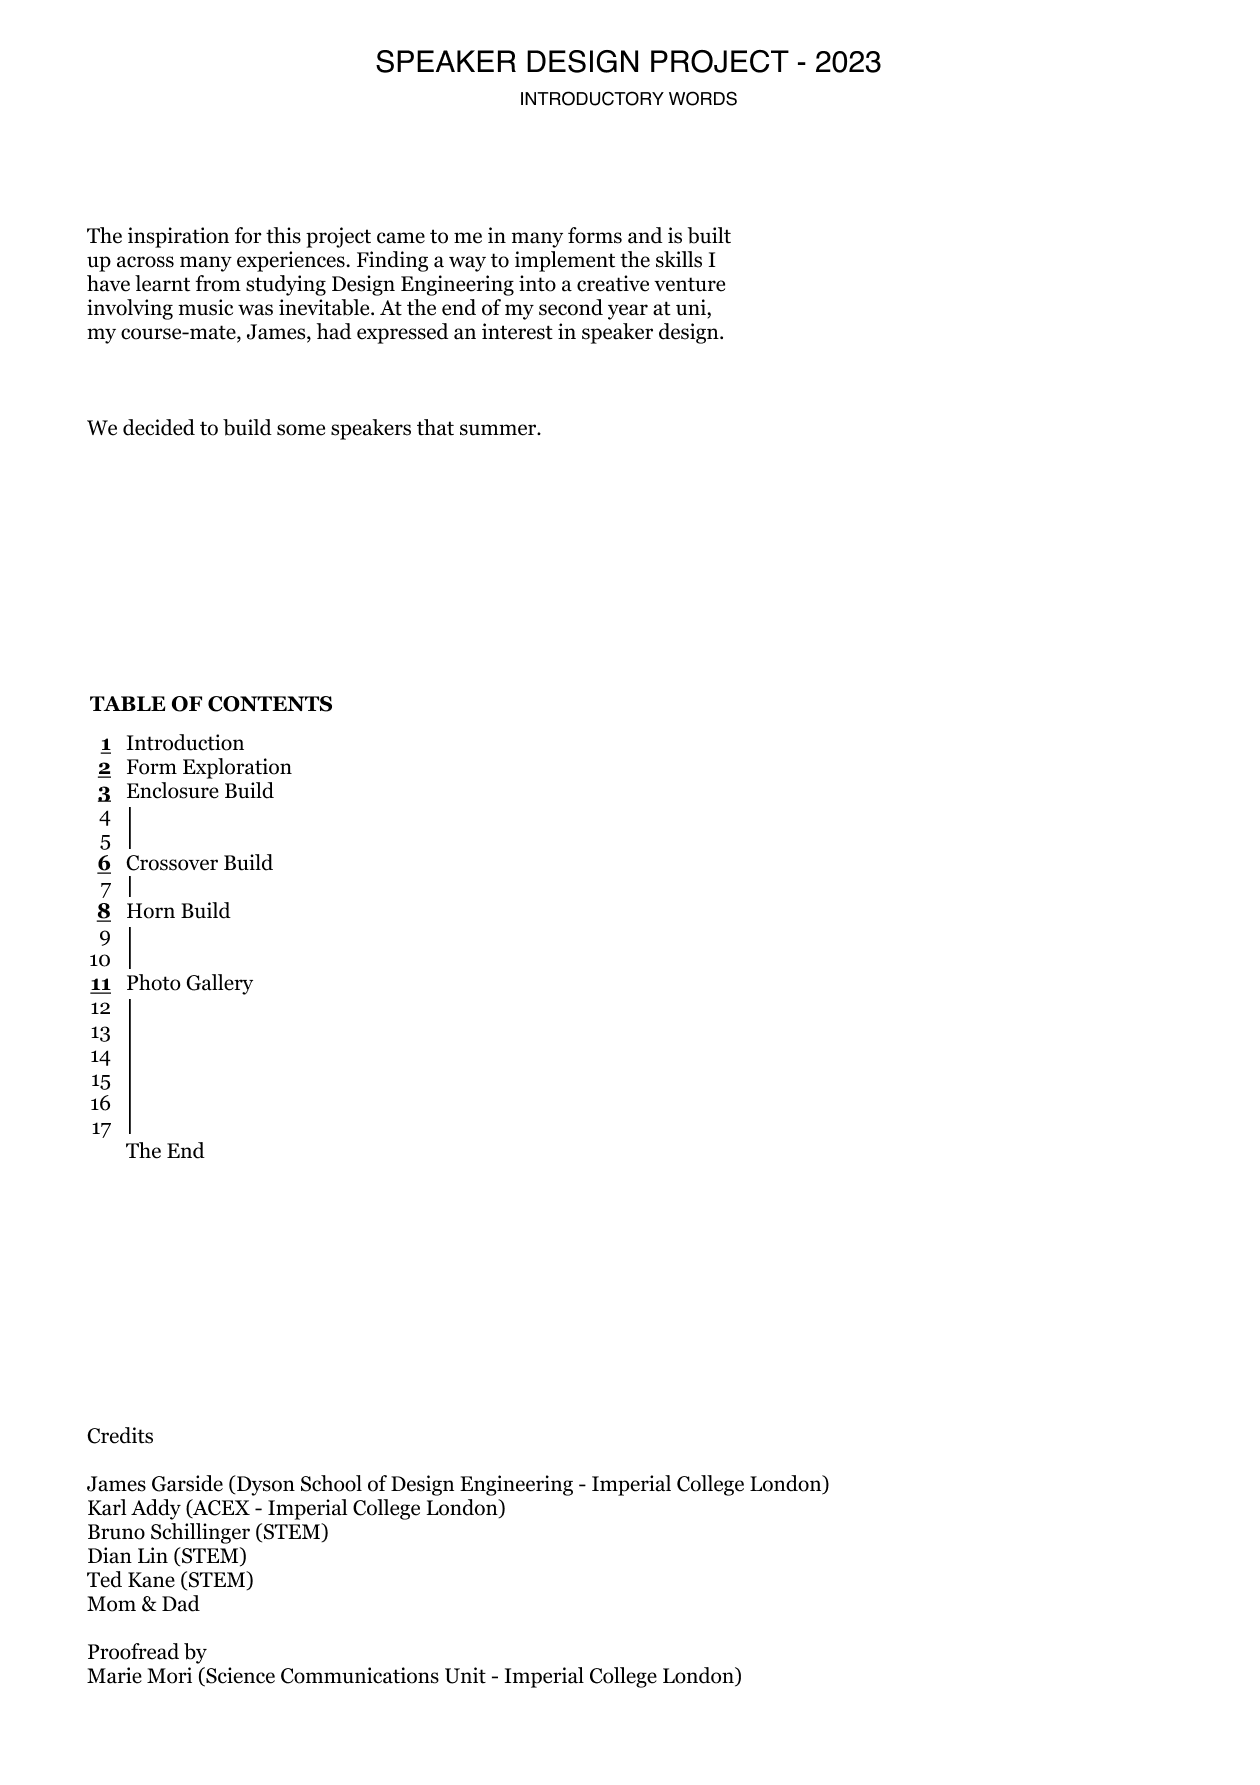 SPEAKER DESIGN PROJECT - 2023
INTRODUCTORY WORDS
The inspiration for this project came to me in many forms and is built
up across many experiences. Finding a way to implement the skills I
have learnt from studying Design Engineering into a creative venture
involving music was inevitable. At the end of my second year at uni,
my course-mate, James, had expressed an interest in speaker design.
We decided to build some speakers that summer.
TABLE OF CONTENTS
1 Introduction
2 Form Exploration
3 Enclosure Build
4
5
6 Crossover Build
7
8 Horn Build
9
10
11 Photo Gallery
12
13
14
15
16
17
The End
Credits
James Garside (Dyson School of Design Engineering - Imperial College London)
Karl Addy (ACEX - Imperial College London)
Bruno Schillinger (STEM)
Dian Lin (STEM)
Ted Kane (STEM)
Mom & Dad
Proofread by
Marie Mori (Science Communications Unit - Imperial College London)